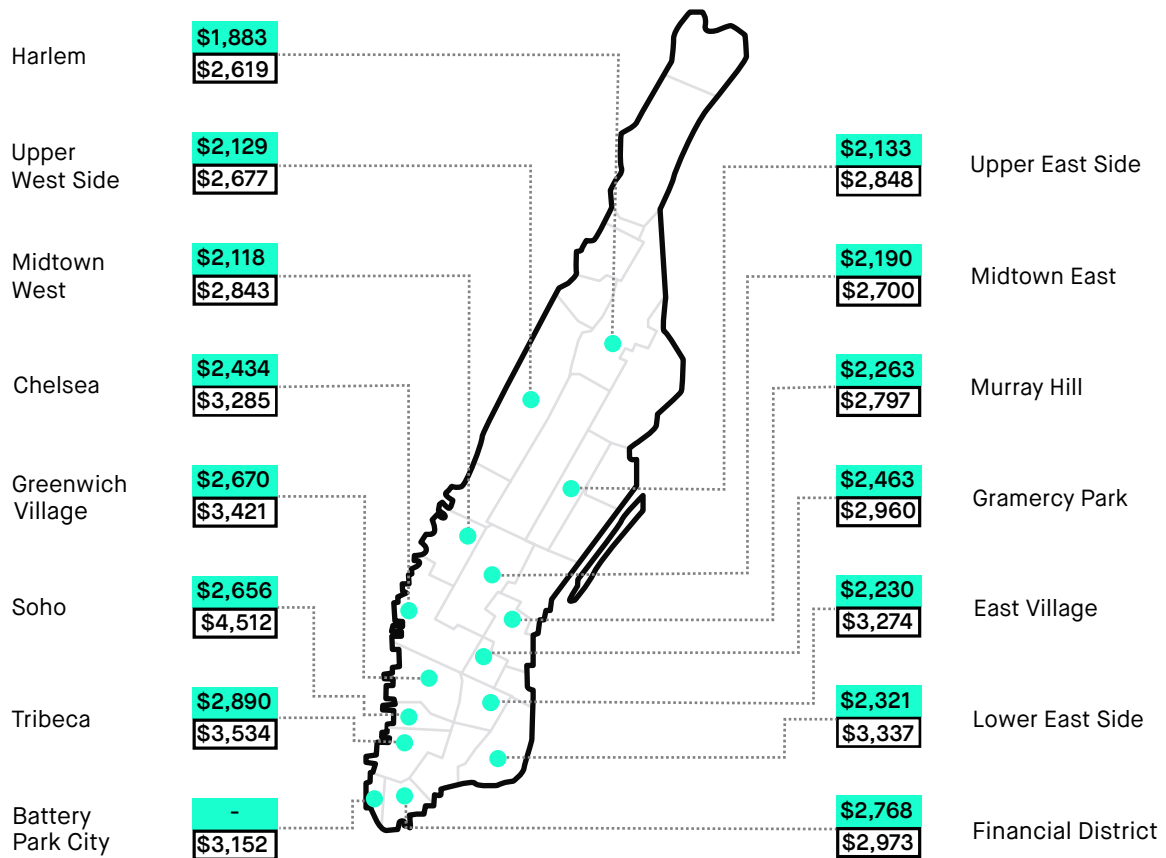 Harlem
$1,883
$2,619
Upper
West Side
$2,129
$2,677
Midtown
West
$2,118
$2,843
Chelsea
$2,434
$3,285
Greenwich
Village
$2,670
$3,421
Soho
$2,656
$4,512
Tribeca
$2,890
$3,534
Battery
Park City
-
$3,152
$2,133
$2,848
Upper East Side
$2,190
$2,700
Midtown East
$2,263
$2,797
Murray Hill
$2,463
$2,960
Gramercy Park
$2,230
$3,274
East Village
$2,321
$3,337
Lower East Side
$2,768
$2,973
Financial District